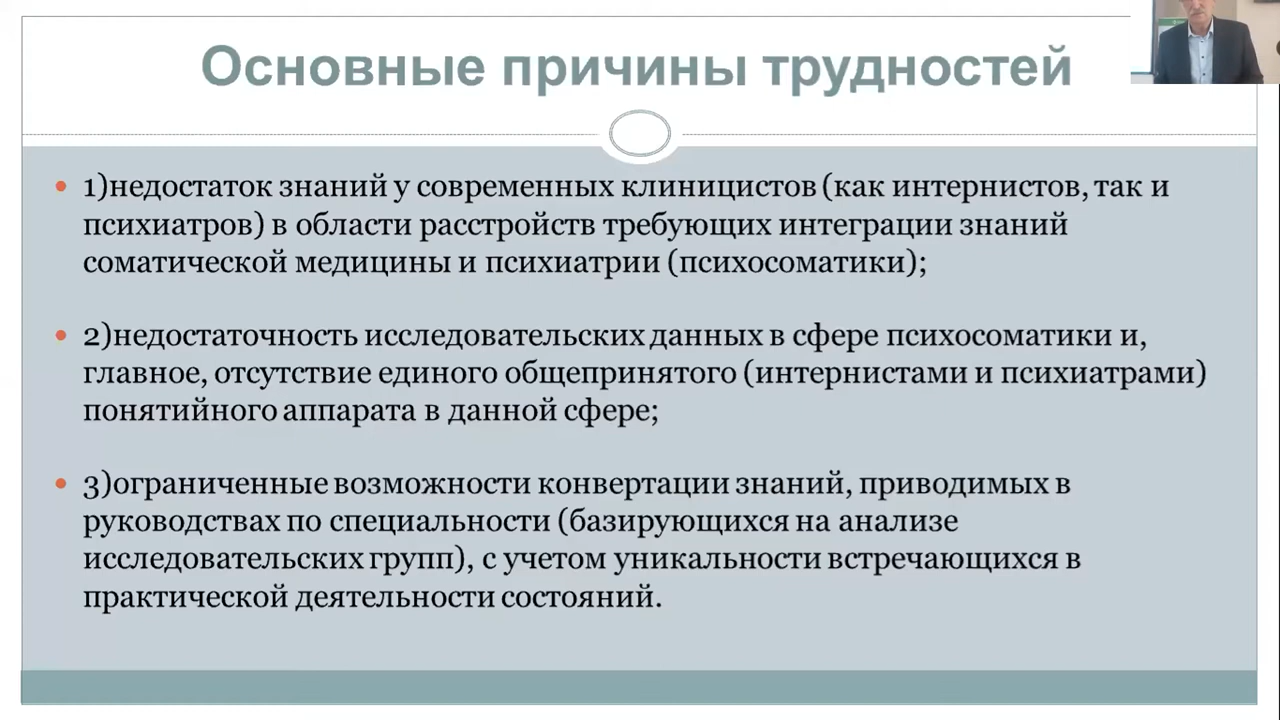 Основные причины трудностей
• 1)недостаток знаний у современных клиницистов (как интернистов, так и
психиатров) в области расстройств требующих интеграции знаний
соматической медицины и психиатрии (психосоматики);
• 2)недостаточность исследовательских данных в сфере психосоматики и,
главное, отсутствие единого общепринятого (интернистами и психиатрами)
понятийного аппарата в данной сфере;
• 3)ограниченные возможности конвертации знаний, приводимых в
руководствах по специальности (базирующихся на анализе
исследовательских групп), с учетом уникальности встречающихся в
практической деятельности состояний.